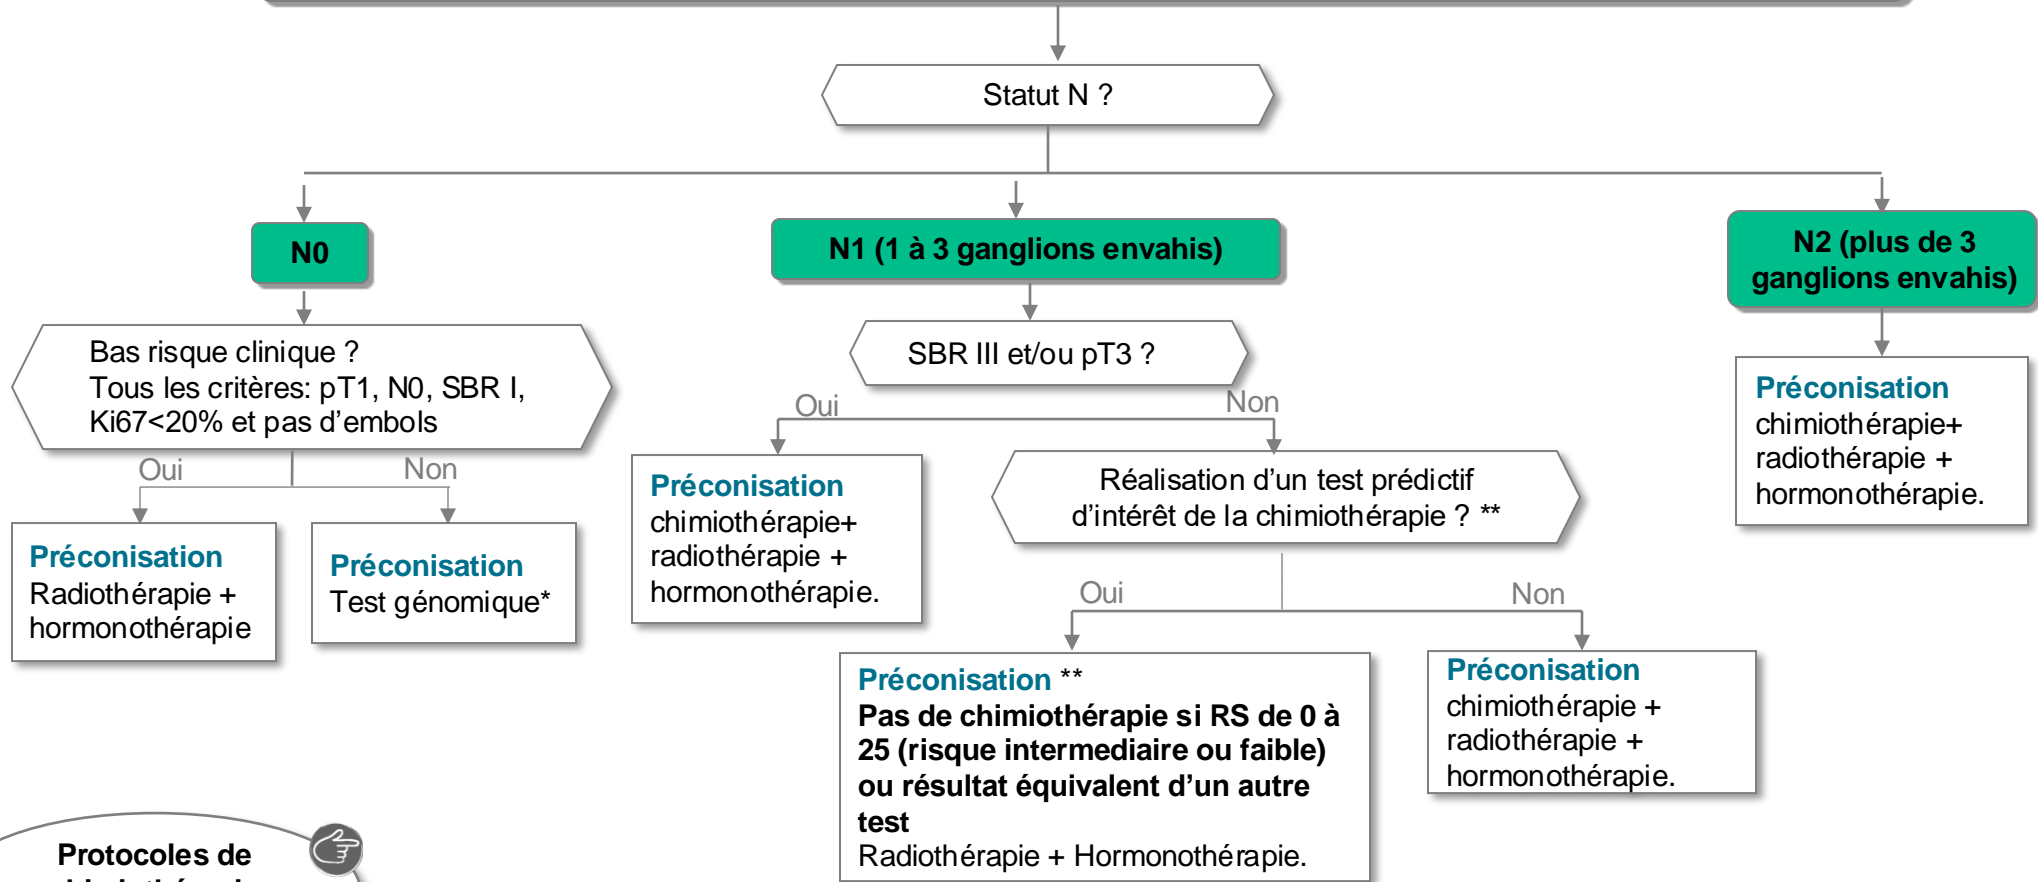 Statut N ?
N0
N1 (1 à 3 ganglions envahis)
N2 (plus de 3
ganglions envahis)
Bas risque clinique ?
Tous les critères: pT1, N0, SBR I,
Ki67<20% et pas d’embols
SBR III et/ou pT3 ?
Préconisation
chimiothérapie+
radiothérapie +
hormonothérapie.
Oui
Non
Oui
Non
Préconisation
Radiothérapie +
hormonothérapie
Préconisation
Test génomique*
Préconisation
chimiothérapie+
radiothérapie +
hormonothérapie.
Réalisation d’un test prédictif
d’intérêt de la chimiothérapie ? **
Oui
Non
Préconisation **
Pas de chimiothérapie si RS de 0 à
25 (risque intermediaire ou faible)
ou résultat équivalent d’un autre
test
Radiothérapie + Hormonothérapie.
Préconisation
chimiothérapie +
radiothérapie +
hormonothérapie.
Protocoles de